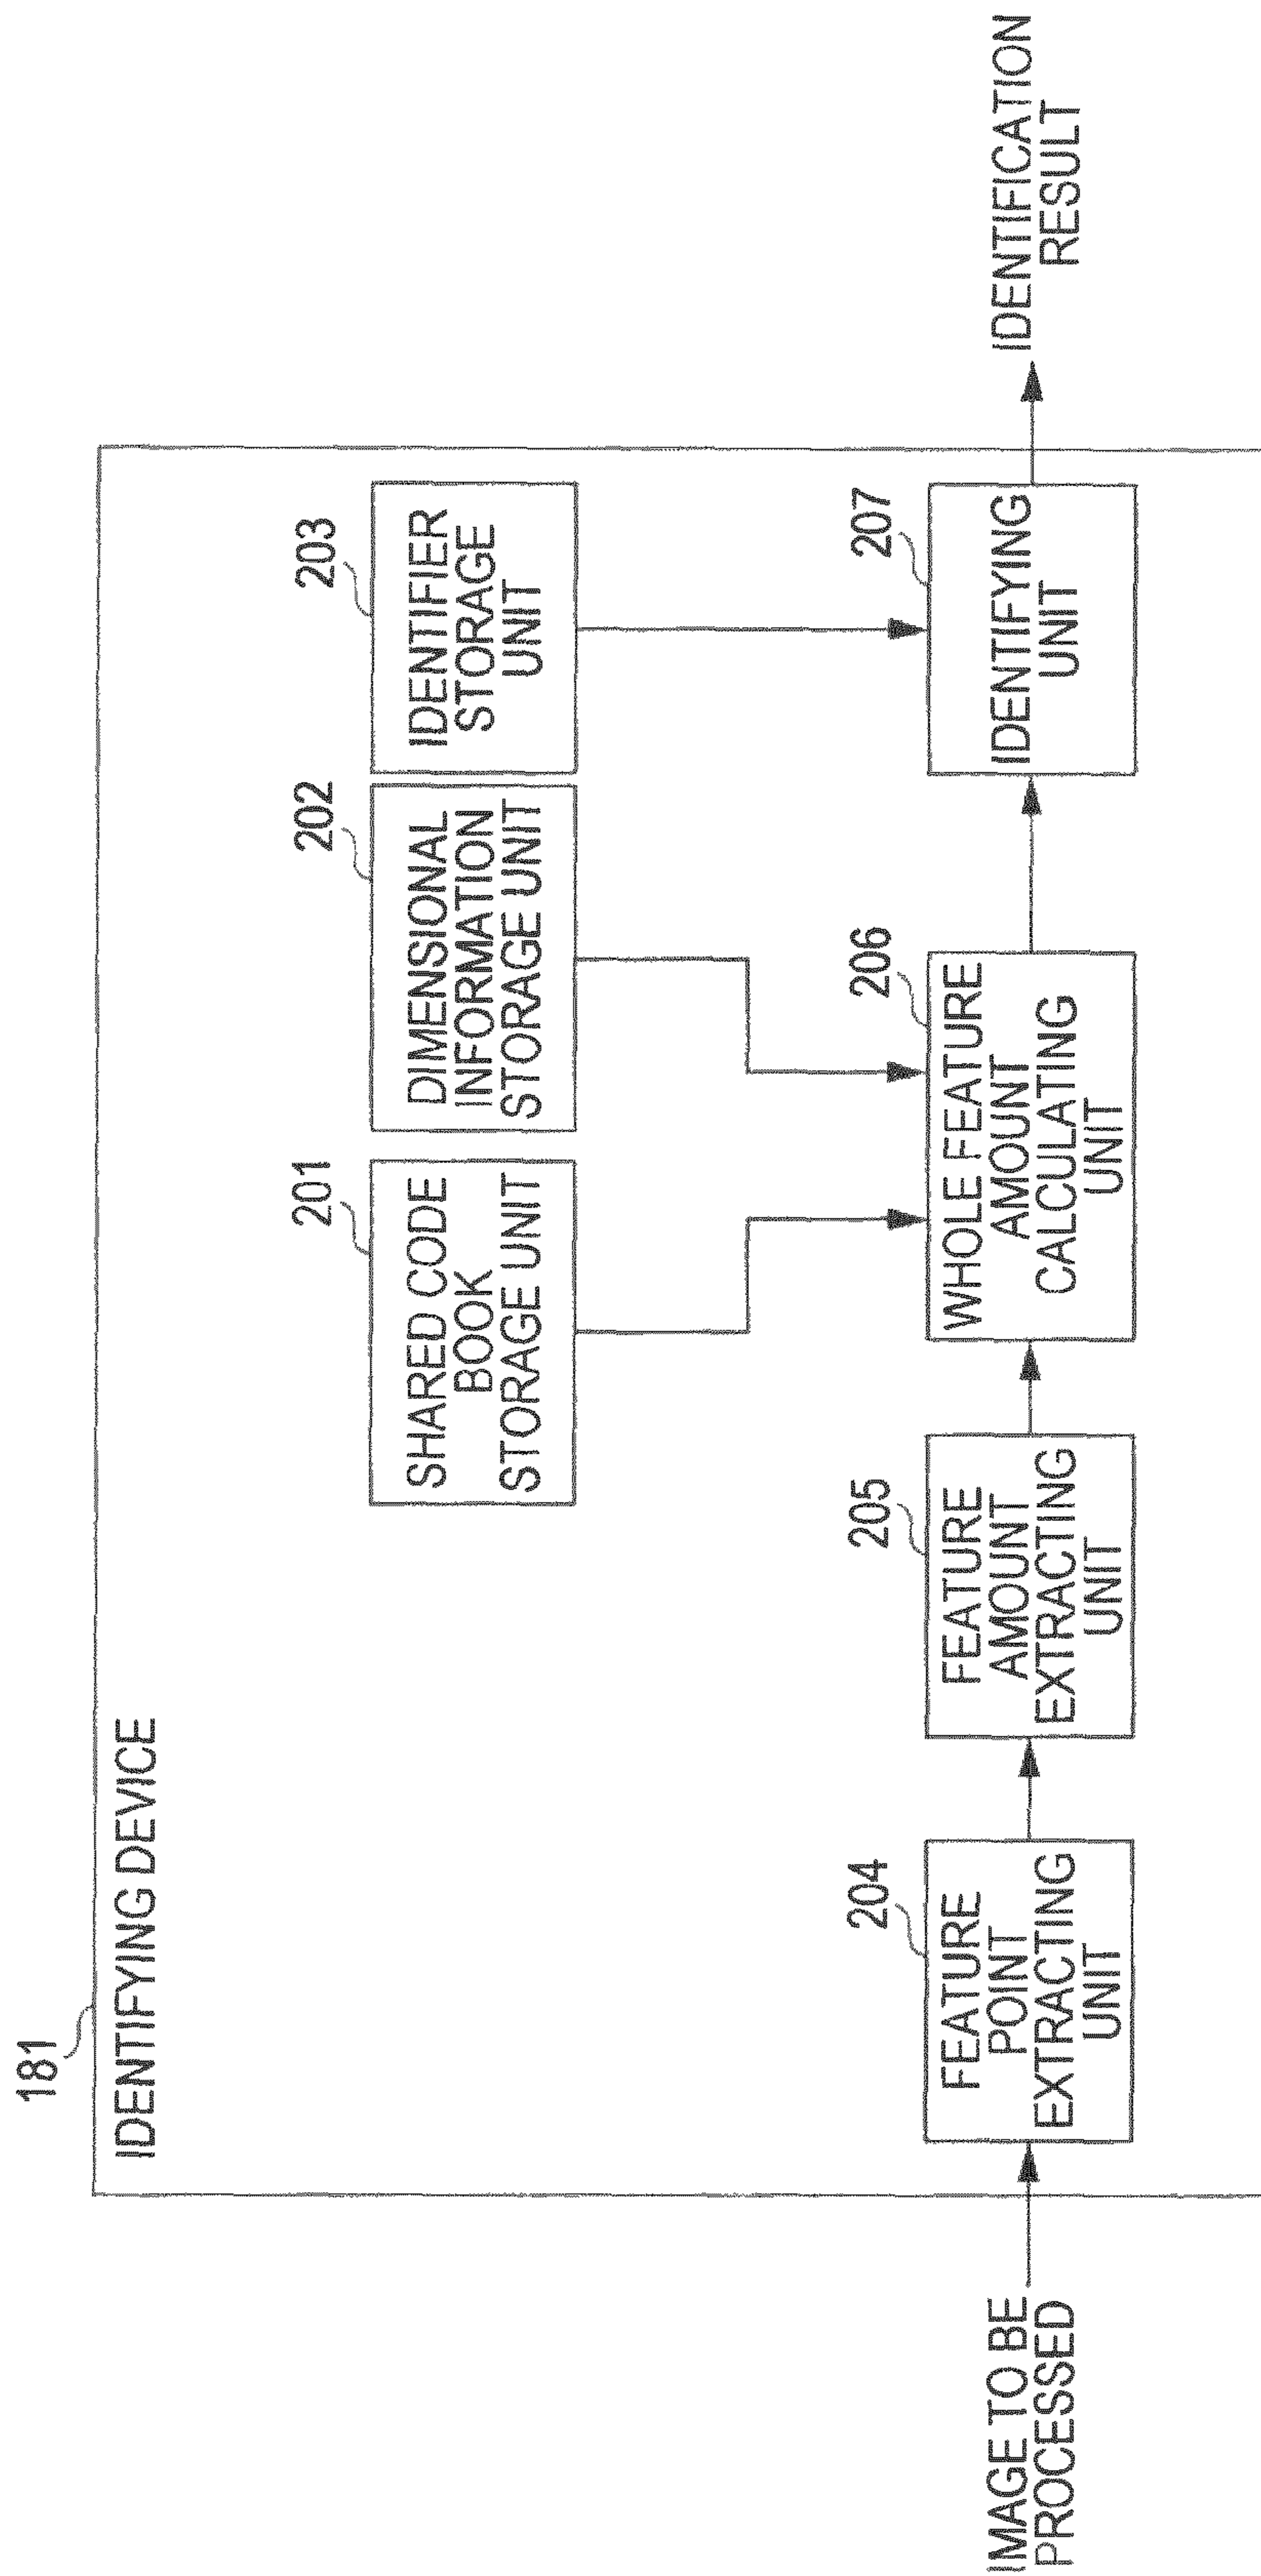 181
IDENTIFYING DEVICE
201
SHARED CODE
BOOK
STORAGE UNIT
202
DIMENSIONAL
INFORMATION
STORAGE UNIT
203
IDENTIFIER
STORAGE
UNIT
IMAGE TO BE
PROCESSED
204
FEATURE
POINT
EXTRACTING
UNIT
205
FEATURE
AMOUNT
EXTRACTING
UNIT
206
WHOLE FEATURE
AMOUNT
CALCULATING
UNIT
207
IDENTIFYING
UNIT
IDENTIFICATION
RESULT